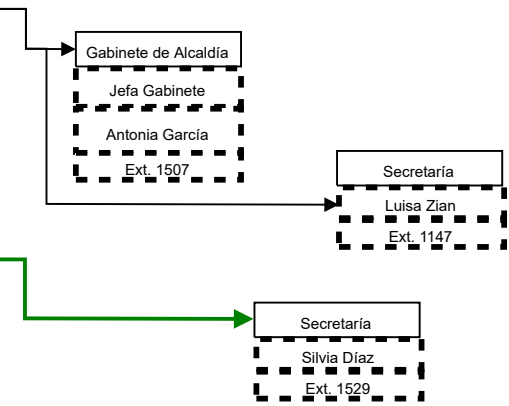 Gabinete de Alcaldía
Jefa Gabinete
Antonia García
Ext. 1507
Secretaría
Luisa Zian
Ext. 1147
Secretaría
Silvia Díaz
Ext. 1529